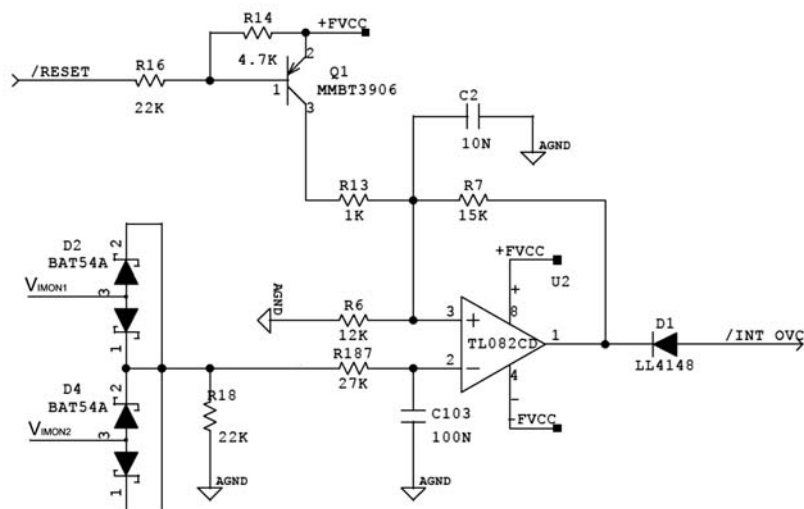 R14
+FVCC
4.7K
2
/RESET
R16
22K
1
Q1
MMBT3906
3
C2
10N
AGND
R13
1K
R7
15K
D2
BAT54A
2
VIMON1
3
1
AGND
R6
12K
+FVCC
U2
+
8
3
+
TL082CD
1
D1
/INT OVC
LL4148
R187
27K
2
−
4
−
-FVCC
D4
BAT54A
2
R18
22K
C103
100N
VIMON2
3
1
AGND
AGND